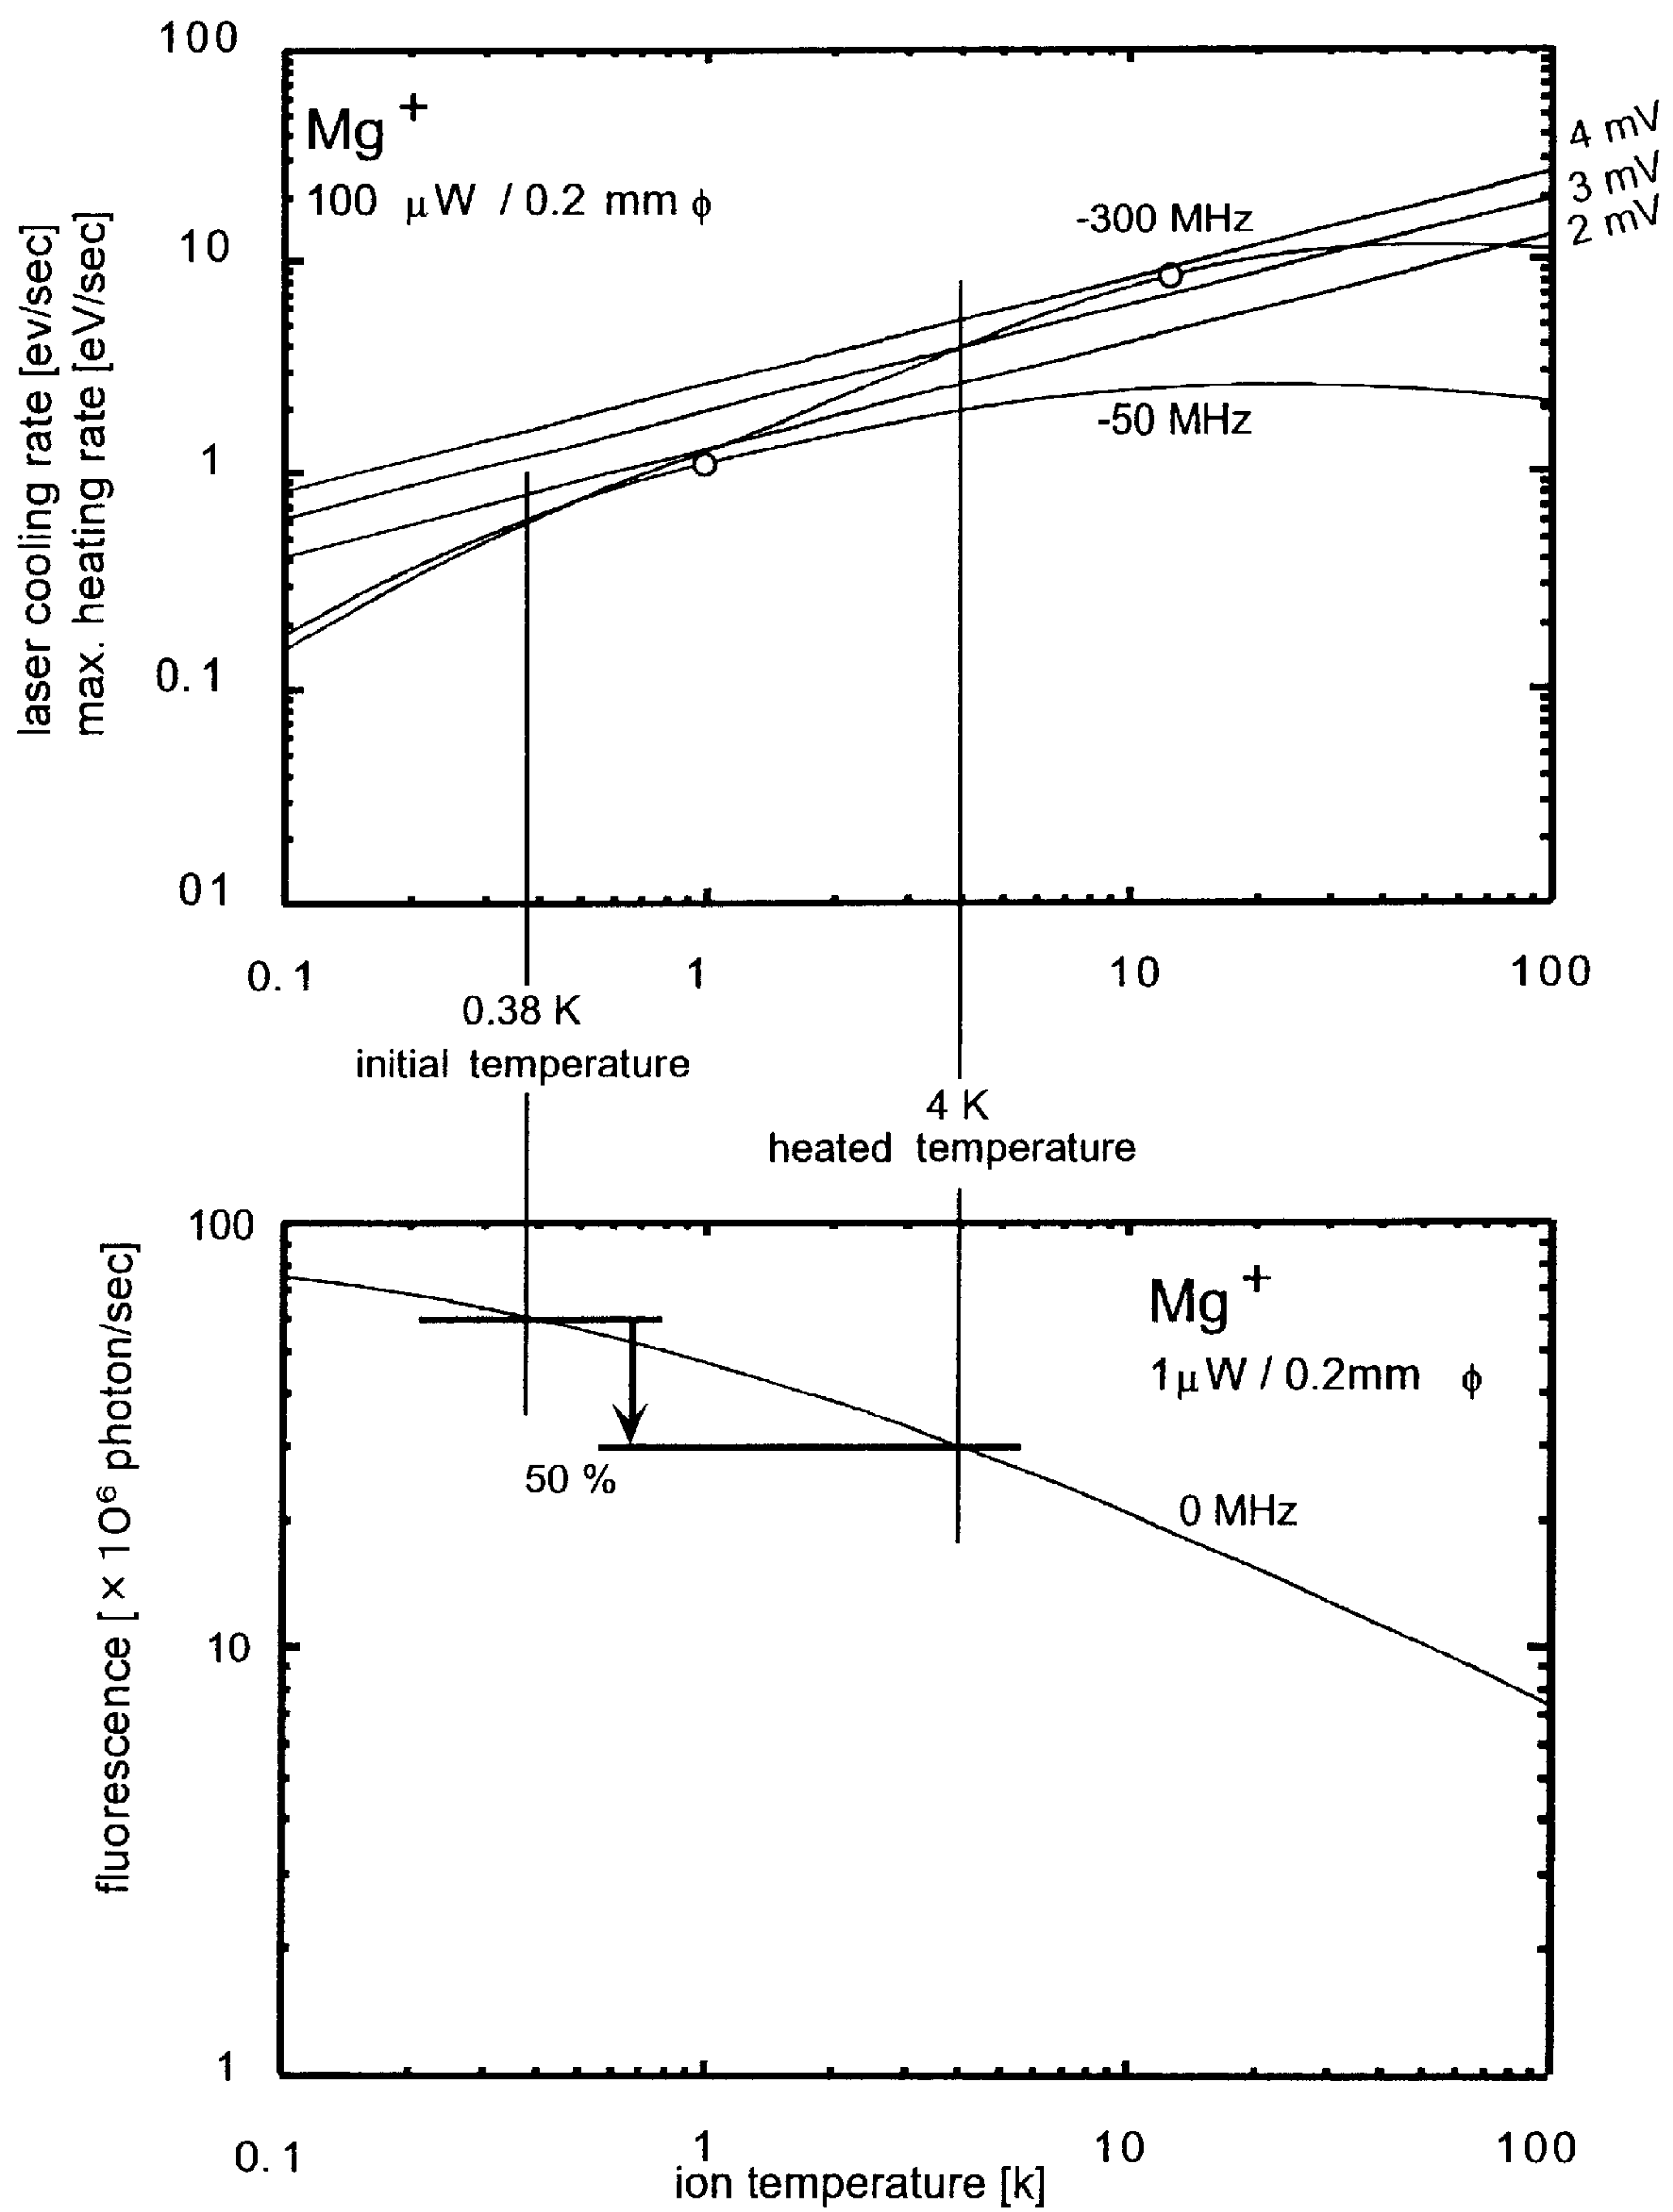 100
Mg +
100 μW / 0.2 mm ϕ
-300 MHz
4 mV
3 mV
2 mV
10
-50 MHz
1
0.1
01
laser cooling rate [ev/sec]
max. heating rate [eV/sec]
0.1
1
10
100
0.38 K
initial temperature
4 K
heated temperature
100
Mg +
1μW / 0.2mm ϕ
50 %
0 MHz
10
1
fluorescence [ × 10⁶ photon/sec]
0.1
1
10
100
ion temperature [k]